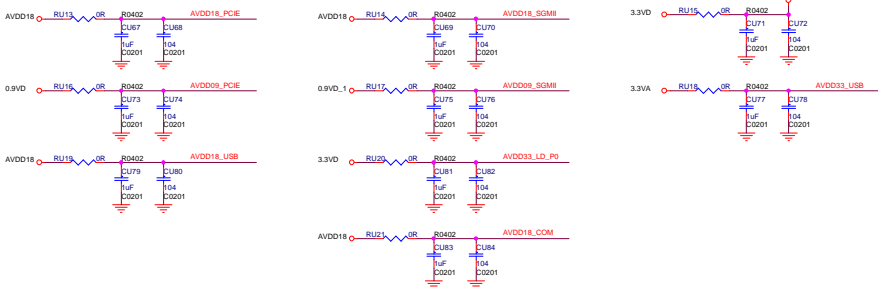 AVDD18 RU13 0R R0402 AVDD18_PCIE
CU67 CU68
1uF 104
C0201 C0201
AVDD18 RU14 0R R0402 AVDD18_SGMII
CU69 CU70
1uF 104
C0201 C0201
3.3VD RU15 0R R0402
CU71 CU72
1uF 104
C0201 C0201
0.9VD RU16 0R R0402 AVDD09_PCIE
CU73 CU74
1uF 104
C0201 C0201
0.9VD_1 RU17 0R R0402 AVDD09_SGMII
CU75 CU76
1uF 104
C0201 C0201
3.3VA RU18 0R R0402 AVDD33_USB
CU77 CU78
1uF 104
C0201 C0201
AVDD18 RU19 0R R0402 AVDD18_USB
CU79 CU80
1uF 104
C0201 C0201
3.3VD RU20 0R R0402 AVDD33_LD_P0
CU81 CU82
1uF 104
C0201 C0201
AVDD18 RU21 0R R0402 AVDD18_COM
CU83 CU84
1uF 104
C0201 C0201